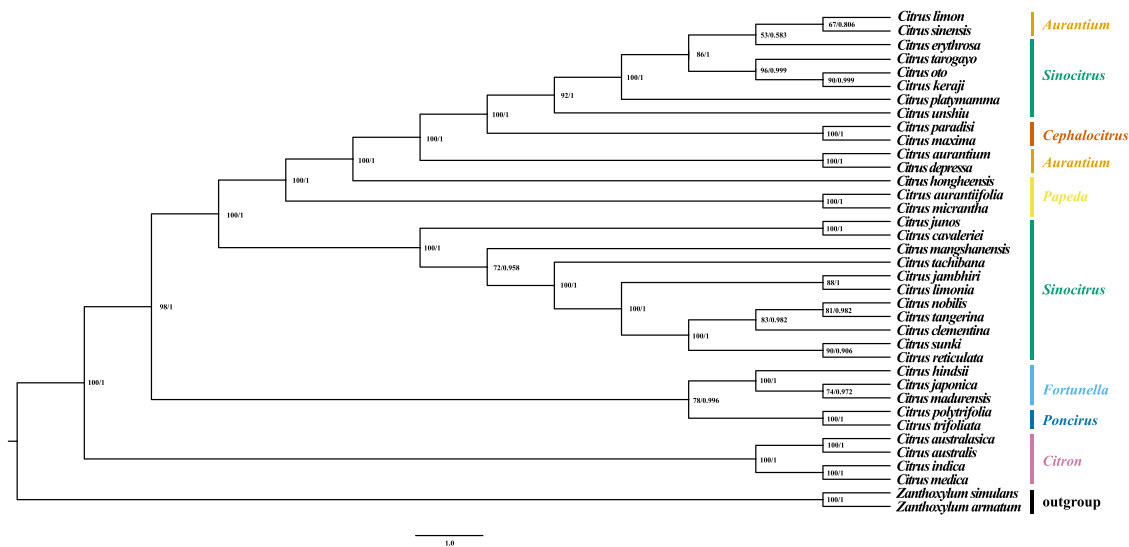 Citrus limon
67/0.806
Citrus sinensis
Aurantium
53/0.583
Citrus erythrosa
86/1
Citrus tarogayo
96/0.999
Citrus oto
90/0.999
Citrus keraji
Sinocitrus
100/1
Citrus platymamma
92/1
Citrus unshiu
100/1
Citrus paradisi
100/1
Citrus maxima
Cephalocitrus
100/1
Citrus aurantium
100/1
Citrus depressa
Aurantium
100/1
Citrus hongheensis
100/1
Citrus aurantiifolia
100/1
Citrus micrantha
Papeda
100/1
Citrus junos
100/1
Citrus cavaleriei
100/1
Citrus mangshanensis
72/0.958
Citrus tachibana
100/1
Citrus jambhiri
88/1
Citrus limonia
Sinocitrus
100/1
Citrus nobilis
81/0.982
Citrus tangerina
83/0.982
Citrus clementina
100/1
Citrus sunki
90/0.906
Citrus reticulata
98/1
Citrus hindsii
100/1
Citrus japonica
74/0.972
Citrus madurensis
Fortunella
78/0.996
Citrus polytrifolia
100/1
Citrus trifoliata
Poncirus
100/1
Citrus australasica
100/1
Citrus australis
100/1
Citrus indica
100/1
Citrus medica
Citron
Zanthoxylum simulans
100/1
Zanthoxylum armatum
outgroup
1.0